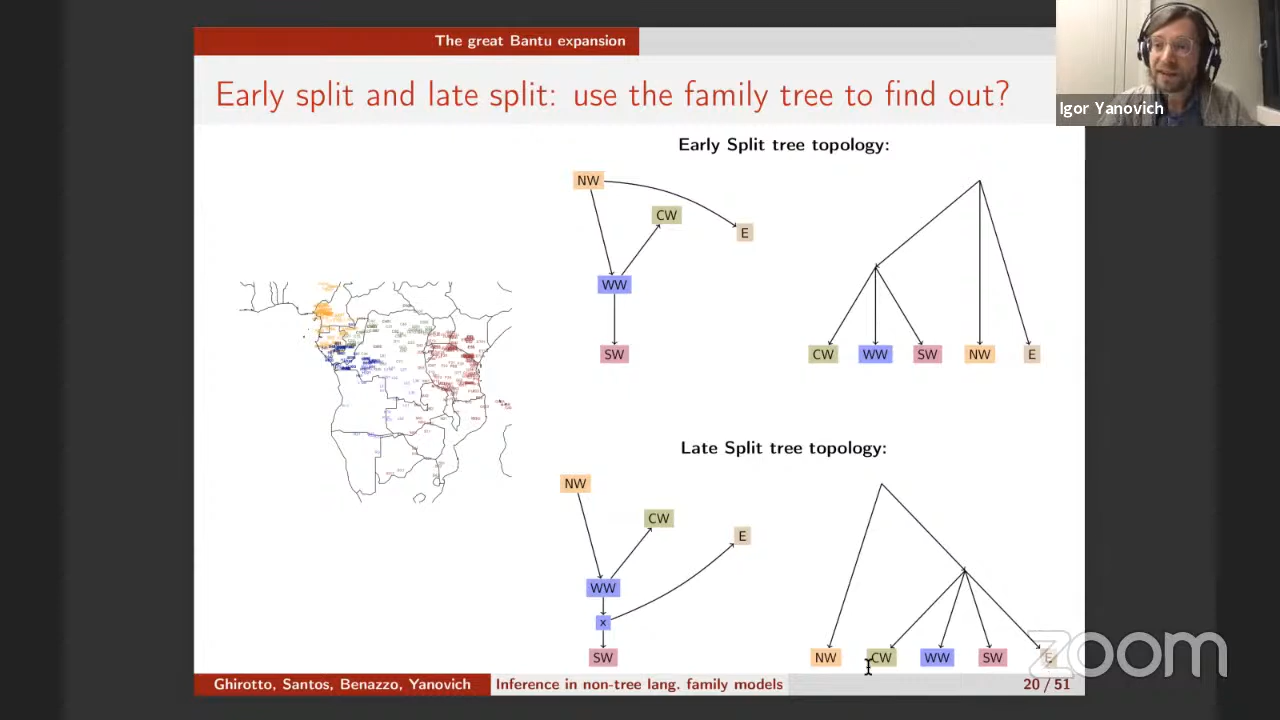 The great Bantu expansion
Early split and late split: use the family tree to find out?
Igor Yanovich
Early Split tree topology:
NW
CW
E
WW
SW
CW WW SW NW E
Late Split tree topology:
NW
CW
E
WW
x
SW
NW CW WW SW E
zoom
Ghirotto, Santos, Benazzo, Yanovich
Inference in non-tree lang. family models
20 / 51